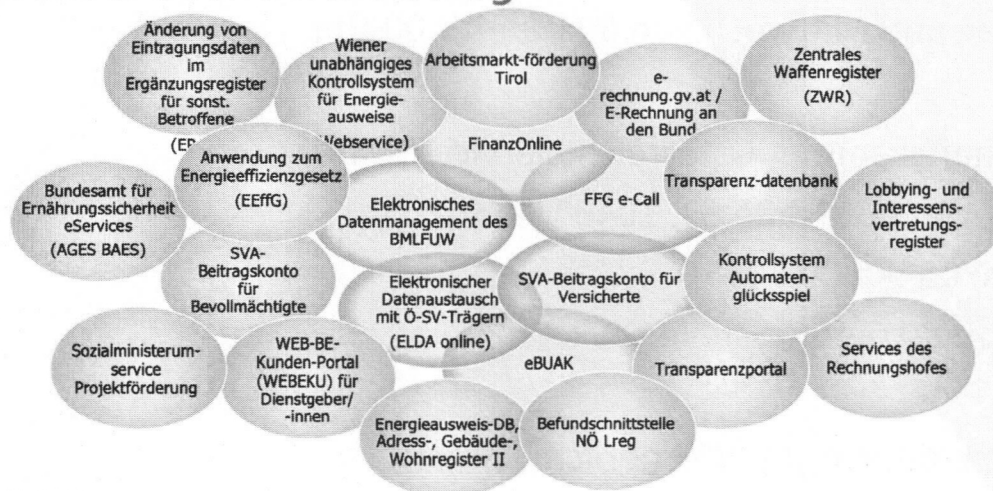 Änderung von
Eintragungsdaten
im
Ergänzungsregister
für sonst.
Betroffene
Wiener
unabhängiges
Kontrollsystem
für Energie-
ausweise
(Webservice)
Arbeitsmarkt-förderung
Tirol
FinanzOnline
e-
rechnung.gv.at /
E-Rechnung an
den Bund
Zentrales
Waffenregister
(ZWR)
Bundesamt für
Ernährungssicherheit
eServices
(AGES BAES)
Anwendung zum
Energieeffizienzgesetz
(EEffG)
Elektronisches
Datenmanagement des
BMLFUW
FFG e-Call
Transparenz-datenbank
Lobbying- und
Interessens-
vertretungs-
register
SVA-
Beitragskonto
für
Bevollmächtigte
Elektronischer
Datenaustausch
mit Ö-SV-Trägern
(ELDA online)
SVA-Beitragskonto für
Versicherte
Kontrollsystem
Automaten-
glücksspiel
Sozialministerum-
service
Projektförderung
WEB-BE-
Kunden-Portal
(WEBEKU) für
Dienstgeber/
-innen
eBUAK
Transparenzportal
Services des
Rechnungshofes
Energieausweis-DB,
Adress-, Gebäude-,
Wohnregister II
Befundschnittstelle
NÖ Lreg